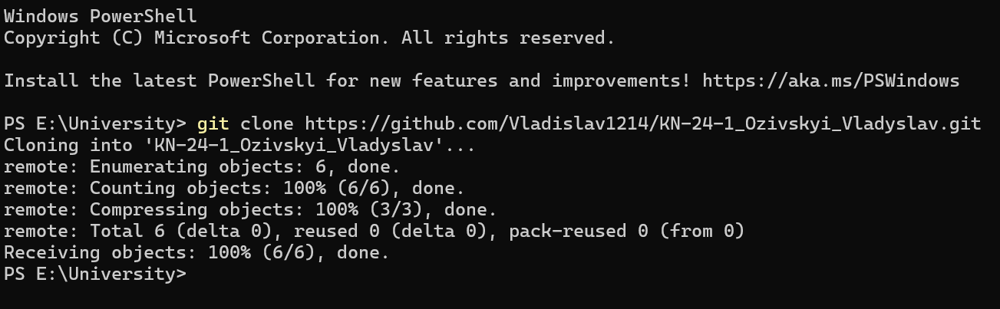 Windows PowerShell
Copyright (C) Microsoft Corporation. All rights reserved.
Install the latest PowerShell for new features and improvements! https://aka.ms/PSWindows
PS E:\University> git clone https://github.com/Vladislav1214/KN-24-1_Ozivskyi_Vladyslav.git
Cloning into 'KN-24-1_Ozivskyi_Vladyslav'...
remote: Enumerating objects: 6, done.
remote: Counting objects: 100% (6/6), done.
remote: Compressing objects: 100% (3/3), done.
remote: Total 6 (delta 0), reused 0 (delta 0), pack-reused 0 (from 0)
Receiving objects: 100% (6/6), done.
PS E:\University>